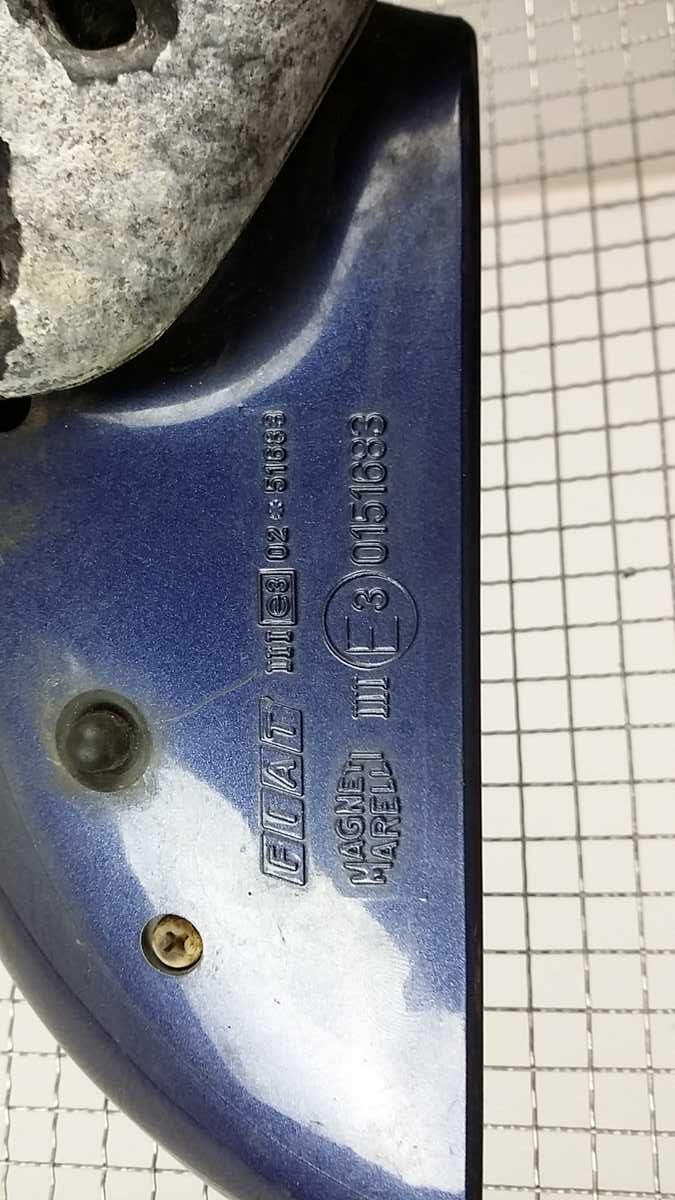 FIAT III e3 02*51683
MAGNETI MARELLI III E3 0151683